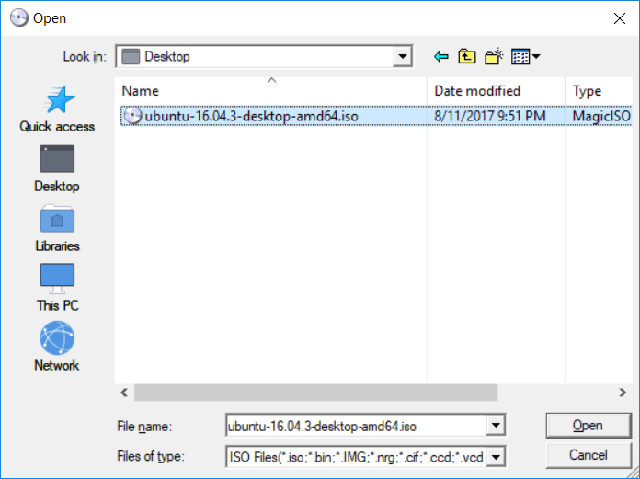 Open
Look in: Desktop
Name Date modified Type
ubuntu-16.04.3-desktop-amd64.iso 8/11/2017 9:51 PM MagicISO
Quick access
Desktop
Libraries
This PC
Network
File name: ubuntu-16.04.3-desktop-amd64.iso Open
Files of type: ISO Files(*.iso;*.bin;*.IMG;*.nrg;*.cif;*.ccd;*.vcd Cancel